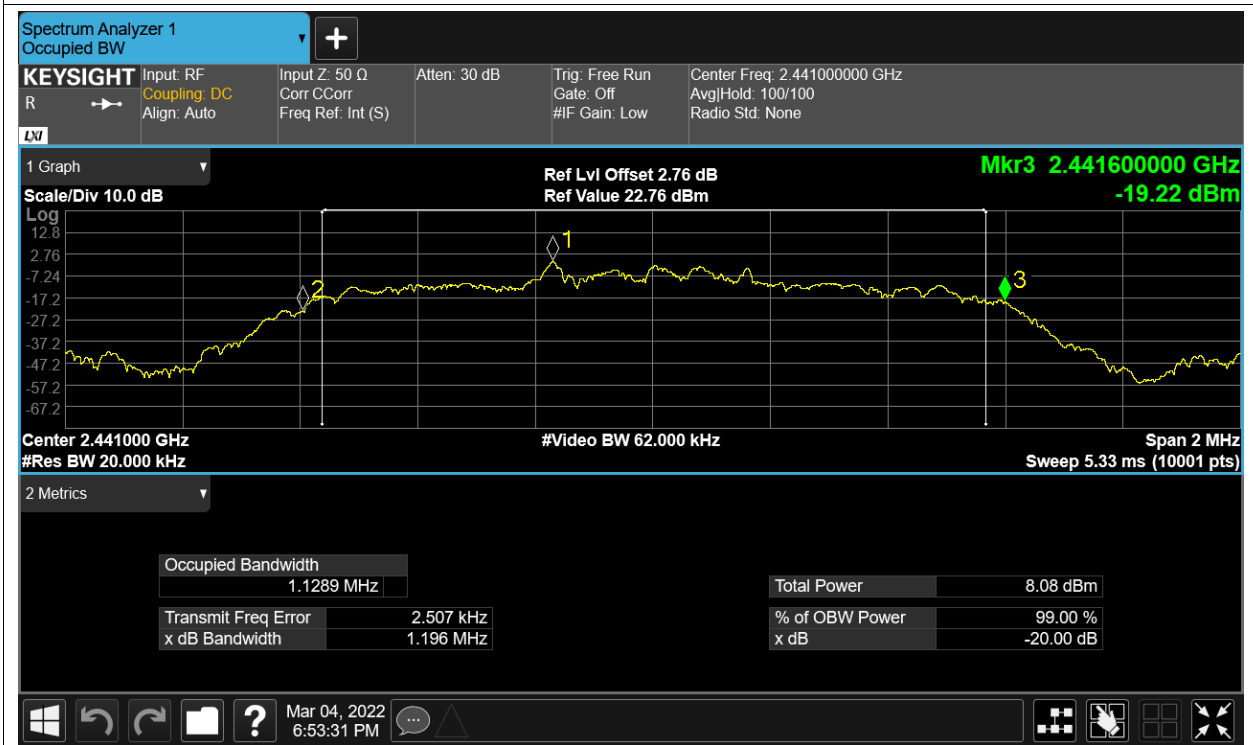 Spectrum Analyzer 1
Occupied BW
KEYSIGHT
R
LXI
Input: RF
Coupling: DC
Align: Auto
Input Z: 50 Ω
Corr CCorr
Freq Ref: Int (S)
Atten: 30 dB
Trig: Free Run
Gate: Off
#IF Gain: Low
Center Freq: 2.441000000 GHz
Avg|Hold: 100/100
Radio Std: None
1 Graph
Scale/Div 10.0 dB
Ref Lvl Offset 2.76 dB
Ref Value 22.76 dBm
Mkr3 2.441600000 GHz
-19.22 dBm
Log
12.8
2.76
-7.24
-17.2
-27.2
-37.2
-47.2
-57.2
-67.2
1
2
3
Center 2.441000 GHz
#Res BW 20.000 kHz
#Video BW 62.000 kHz
Span 2 MHz
Sweep 5.33 ms (10001 pts)
2 Metrics
Occupied Bandwidth
1.1289 MHz
Transmit Freq Error 2.507 kHz
x dB Bandwidth 1.196 MHz
Total Power 8.08 dBm
% of OBW Power 99.00 %
x dB -20.00 dB
?
Mar 04, 2022
6:53:31 PM